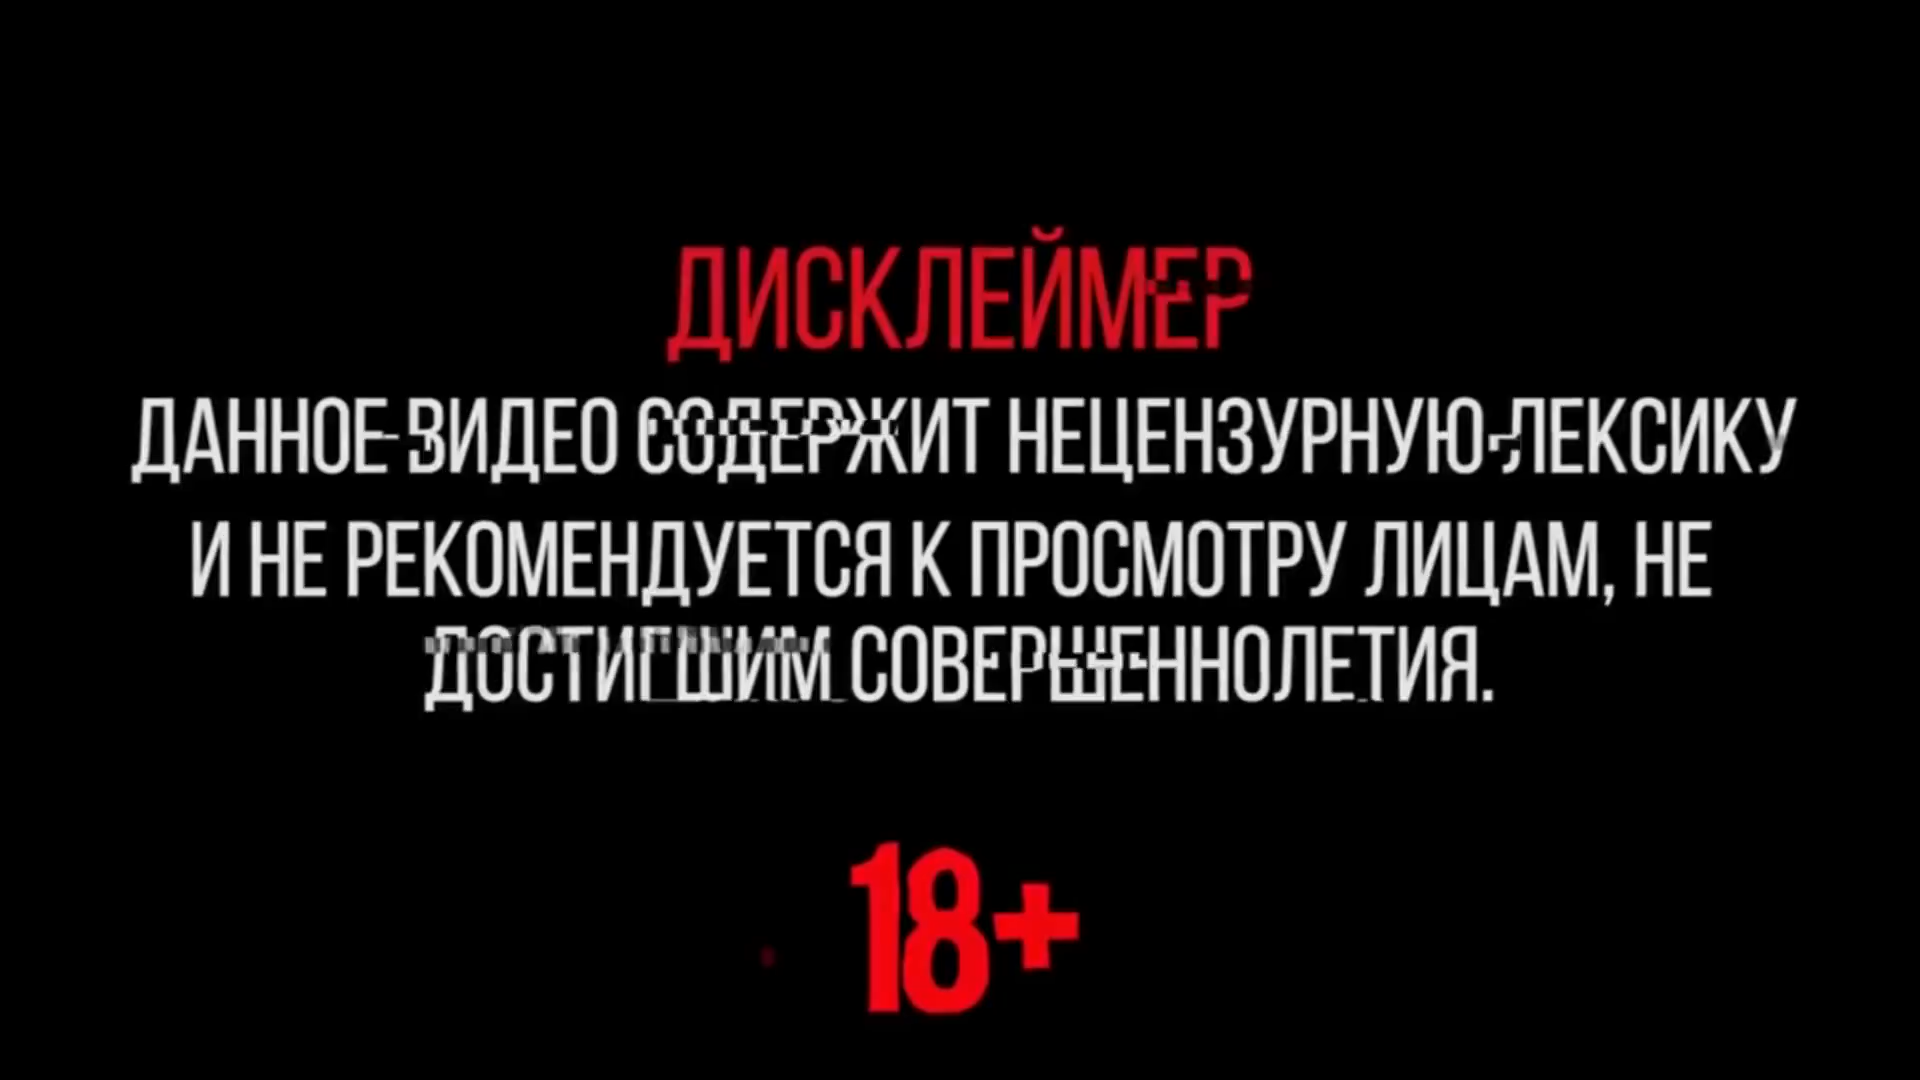 ДИСКЛЕЙМЕР
ДАННОЕ ВИДЕО СОДЕРЖИТ НЕЦЕНЗУРНУЮ ЛЕКСИКУ
И НЕ РЕКОМЕНДУЕТСЯ К ПРОСМОТРУ ЛИЦАМ, НЕ
ДОСТИГШИМ СОВЕРШЕННОЛЕТИЯ.
18+